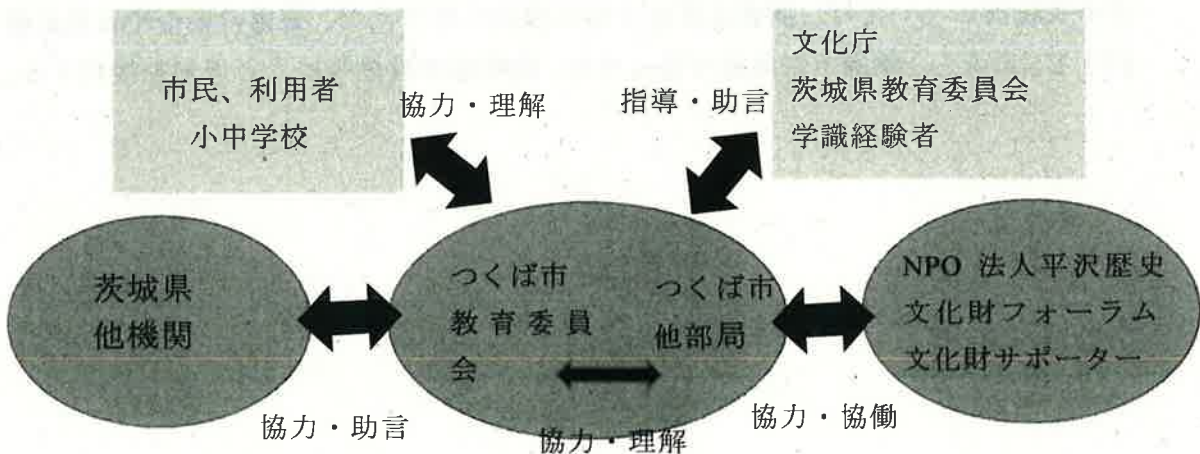 市民、利用者
小中学校
協力・理解
指導・助言
文化庁
茨城県教育委員会
学識経験者
茨城県
他機関
つくば市
教育委員
会
つくば市
他部局
NPO 法人平沢歴史
文化財フォーラム
文化財サポーター
協力・助言
協力・理解
協力・協働